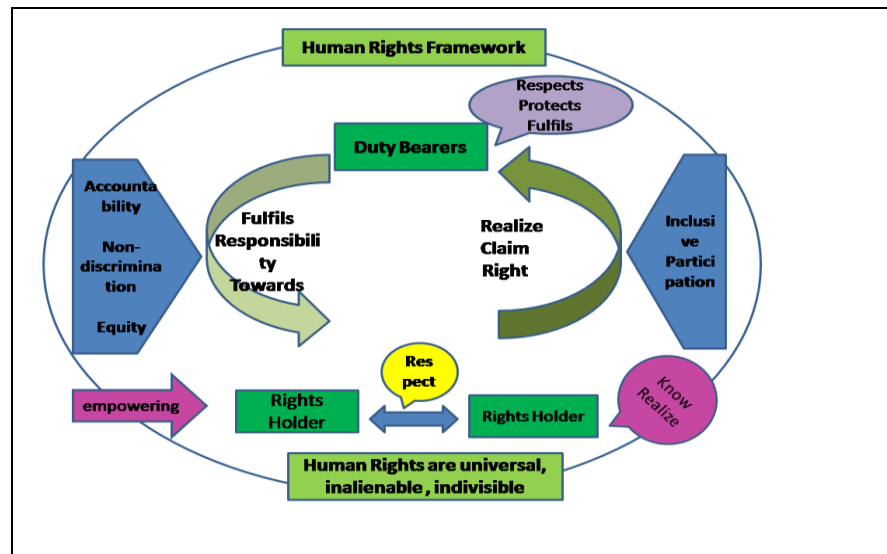 Human Rights Framework
Respects
Protects
Fulfils
Duty Bearers
Accounta
bility
Non-
discrimina
tion
Equity
Fulfils
Responsibili
ty
Towards
Realize
Claim
Right
Inclusi
ve
Partici
pation
Res
pect
empowering
Rights
Holder
Rights Holder
Know
Realize
Human Rights are universal,
inalienable , indivisible